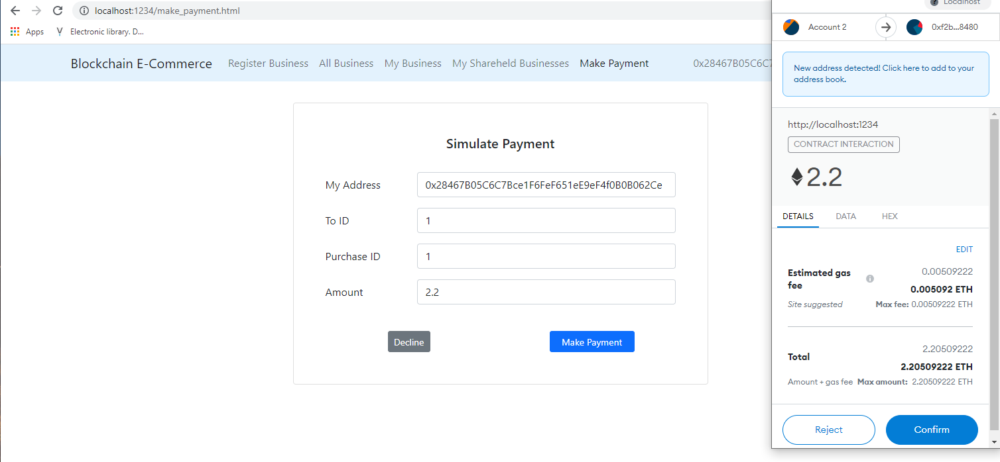 localhost:1234/make_payment.html
Apps
Electronic library. D...
Blockchain E-Commerce Register Business All Business My Business My Shareheld Businesses Make Payment 0x28467B05C6C7
Simulate Payment
My Address 0x28467B05C6C7Bce1F6FeF651eE9eF4f0B0B062Ce
To ID 1
Purchase ID 1
Amount 2.2
Decline Make Payment
Localhost
Account 2 0xf2b...8480
New address detected! Click here to add to your
address book.
http://localhost:1234
CONTRACT INTERACTION
2.2
DETAILS DATA HEX
EDIT
Estimated gas
fee
0.00509222
0.005092 ETH
Site suggested Max fee: 0.00509222 ETH
2.20509222
Total
2.20509222 ETH
Amount + gas fee Max amount: 2.20509222 ETH
Reject Confirm